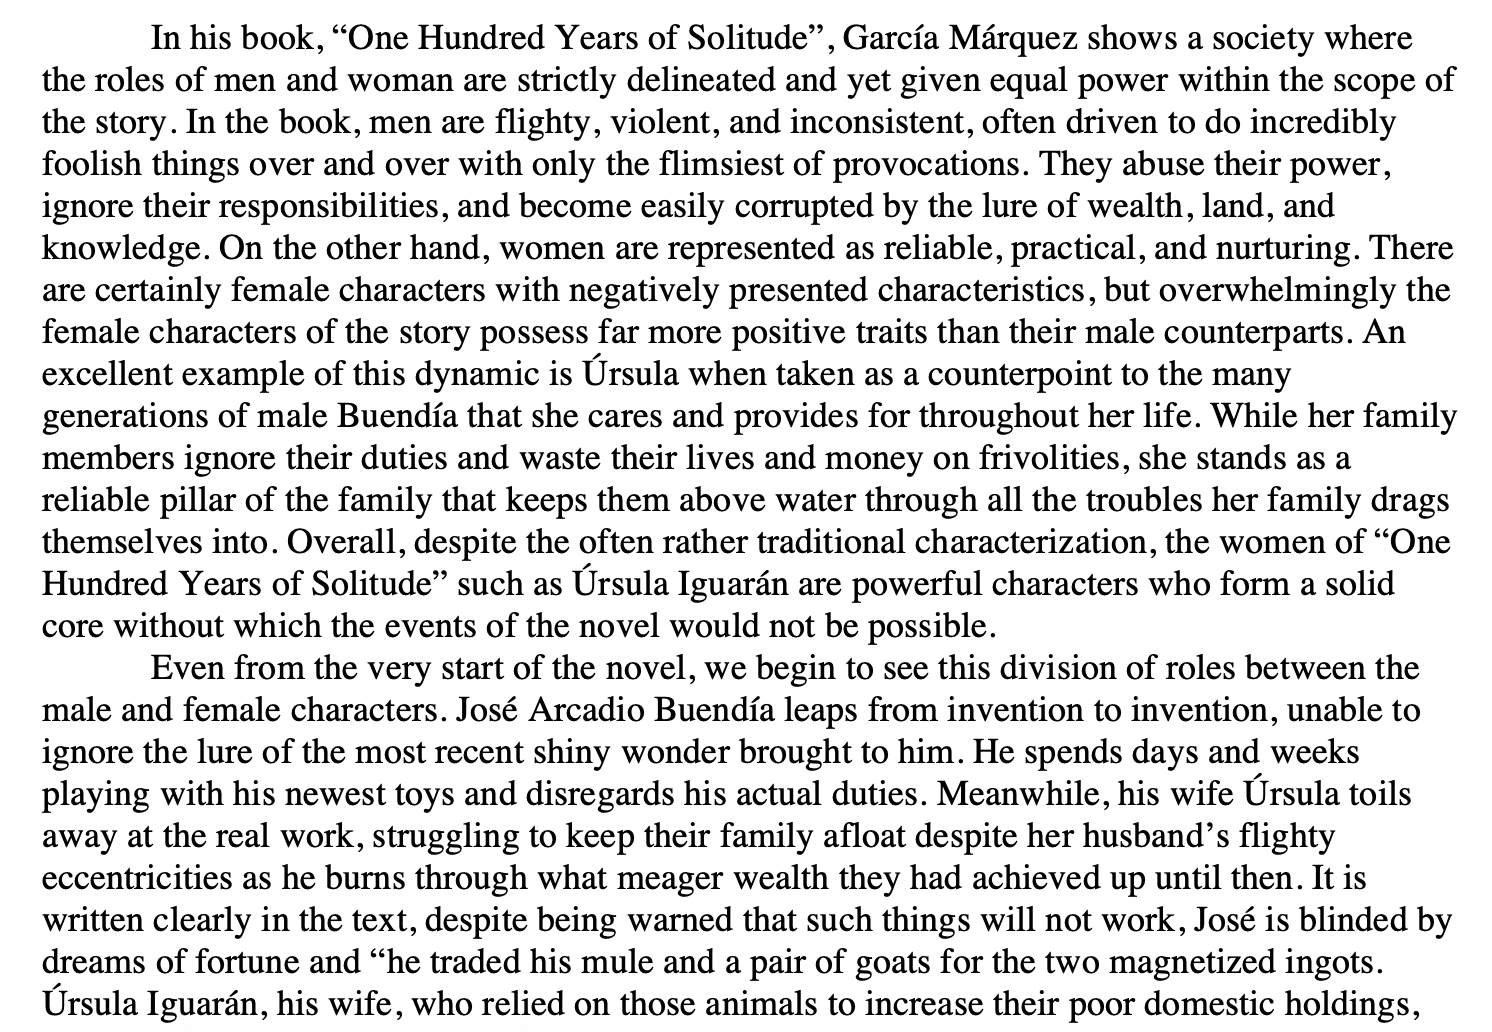 In his book, “One Hundred Years of Solitude”, García Márquez shows a society where
the roles of men and woman are strictly delineated and yet given equal power within the scope of
the story. In the book, men are flighty, violent, and inconsistent, often driven to do incredibly
foolish things over and over with only the flimsiest of provocations. They abuse their power,
ignore their responsibilities, and become easily corrupted by the lure of wealth, land, and
knowledge. On the other hand, women are represented as reliable, practical, and nurturing. There
are certainly female characters with negatively presented characteristics, but overwhelmingly the
female characters of the story possess far more positive traits than their male counterparts. An
excellent example of this dynamic is Úrsula when taken as a counterpoint to the many
generations of male Buendía that she cares and provides for throughout her life. While her family
members ignore their duties and waste their lives and money on frivolities, she stands as a
reliable pillar of the family that keeps them above water through all the troubles her family drags
themselves into. Overall, despite the often rather traditional characterization, the women of “One
Hundred Years of Solitude” such as Úrsula Iguarán are powerful characters who form a solid
core without which the events of the novel would not be possible.
Even from the very start of the novel, we begin to see this division of roles between the
male and female characters. José Arcadio Buendía leaps from invention to invention, unable to
ignore the lure of the most recent shiny wonder brought to him. He spends days and weeks
playing with his newest toys and disregards his actual duties. Meanwhile, his wife Úrsula toils
away at the real work, struggling to keep their family afloat despite her husband’s flighty
eccentricities as he burns through what meager wealth they had achieved up until then. It is
written clearly in the text, despite being warned that such things will not work, José is blinded by
dreams of fortune and “he traded his mule and a pair of goats for the two magnetized ingots.
Úrsula Iguarán, his wife, who relied on those animals to increase their poor domestic holdings,